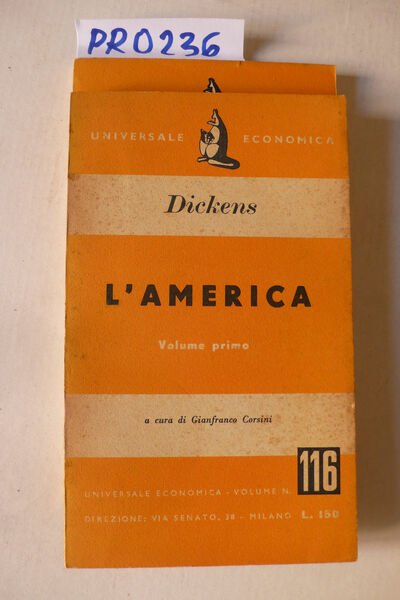 PRO236
UNIVERSALE ECONOMICA
Dickens
L'AMERICA
Volume primo
a cura di Gianfranco Corsini
UNIVERSALE ECONOMICA - VOLUME N. 116
DIREZIONE: VIA SENATO, 38 - MILANO L. 150